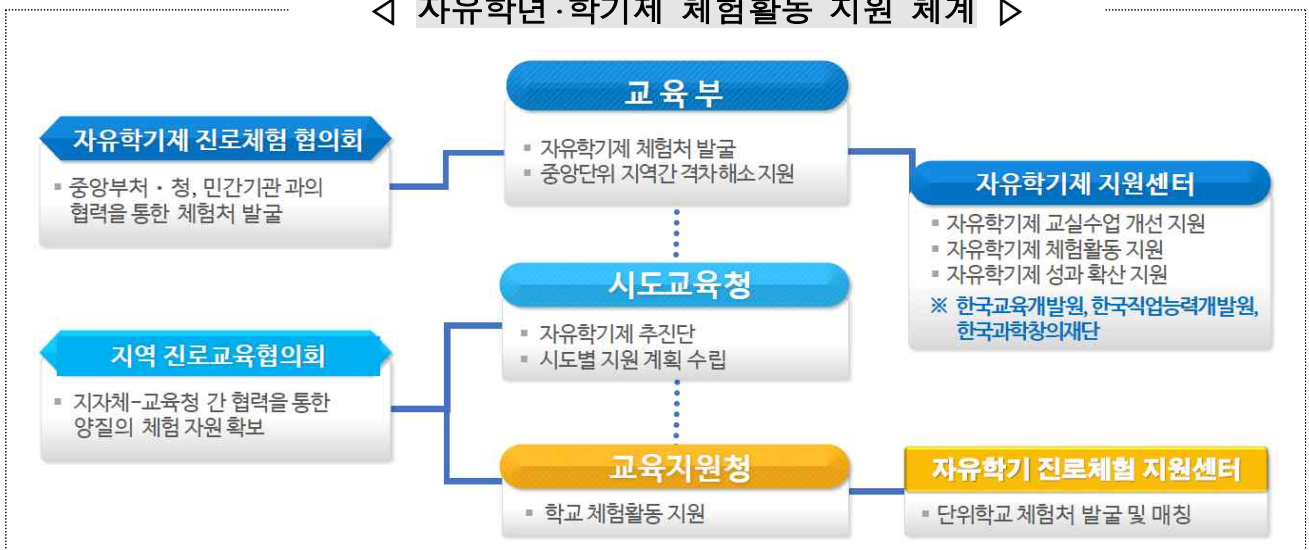 ◁ 자유학년·학기제 체험활동 지원 체계 ▷
교육부
▪ 자유학기제 체험처 발굴
▪ 중앙단위 지역간 격차해소 지원
자유학기제 진로체험 협의회
▪ 중앙부처・청, 민간기관 과의
협력을 통한 체험처 발굴
자유학기제 지원센터
▪ 자유학기제 교실수업 개선 지원
▪ 자유학기제 체험활동 지원
▪ 자유학기제 성과 확산 지원
※ 한국교육개발원, 한국직업능력개발원,
한국과학창의재단
시도교육청
▪ 자유학기제 추진단
▪ 시도별 지원 계획 수립
지역 진로교육협의회
▪ 지자체-교육청 간 협력을 통한
양질의 체험 자원 확보
교육지원청
▪ 학교 체험활동 지원
자유학기 진로체험 지원센터
▪ 단위학교 체험처 발굴 및 매칭